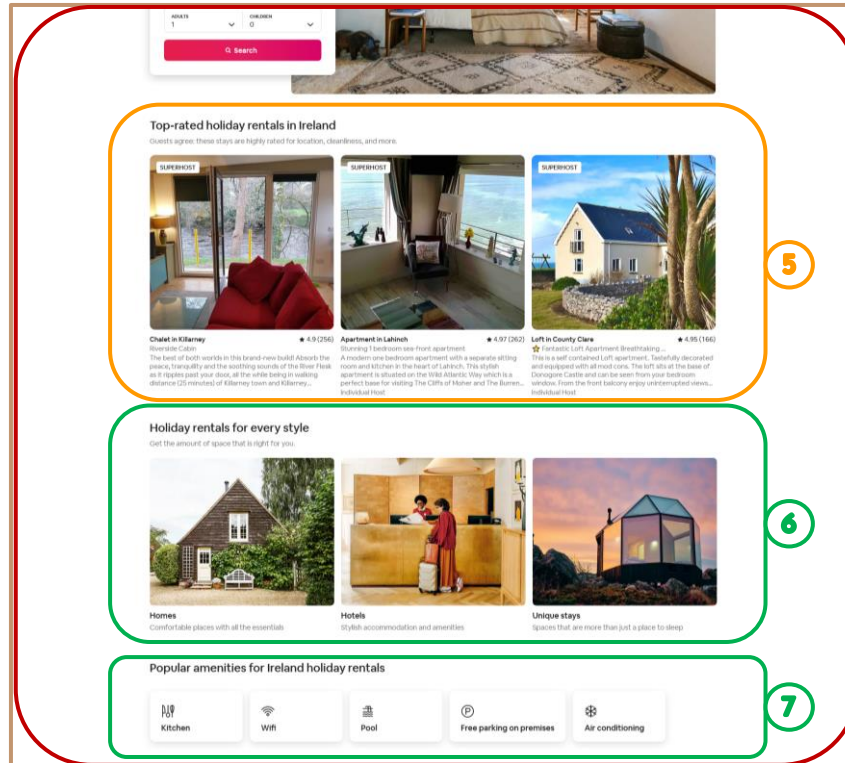 ADULTS
1
CHILDREN
0
Search
Top-rated holiday rentals in Ireland
Guests agree: these stays are highly rated for location, cleanliness, and more.
SUPERHOST
SUPERHOST
SUPERHOST
Chalet in Killarney ★ 4.9 (256)
Riverside Cabin
The best of both worlds in this brand-new build! Absorb the
peace, tranquility and the soothing sounds of the River Flesk
as it ripples past your door, all the while being in walking
distance (25 minutes) of Killarney town and Killarney...
Apartment in Lahinch ★ 4.97 (262)
Stunning 1 bedroom sea-front apartment
A modern one bedroom apartment with a separate sitting
room and kitchen in the heart of Lahinch. This stylish
apartment is situated on the Wild Atlantic Way which is a
perfect base for visiting The Cliffs of Moher and The Burren...
Individual Host
Loft in County Clare ★ 4.95 (166)
Fantastic Loft Apartment Breathtaking ...
This is a self contained Loft apartment. Tastefully decorated
and equipped with all mod cons. The loft sits at the base of
Donogore Castle and can be seen from your bedroom
window. From the front balcony enjoy uninterrupted views...
Individual Host
5
Holiday rentals for every style
Get the amount of space that is right for you.
Homes
Comfortable places with all the essentials
Hotels
Stylish accommodation and amenities
Unique stays
Spaces that are more than just a place to sleep
6
Popular amenities for Ireland holiday rentals
Kitchen
Wifi
Pool
Free parking on premises
Air conditioning
7